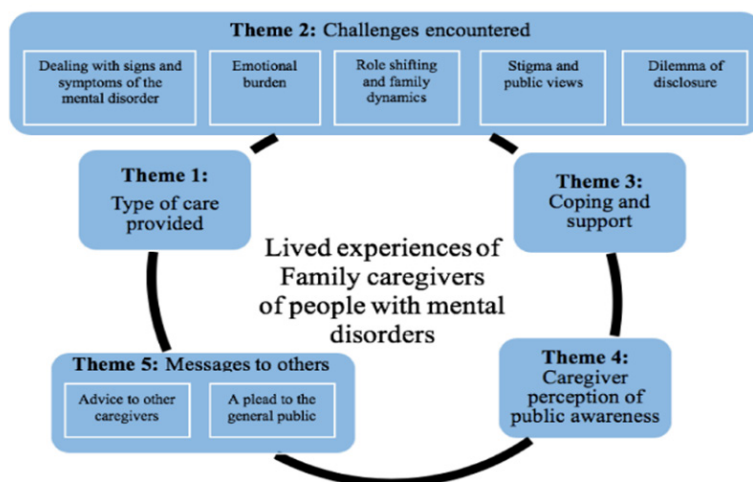 Theme 2: Challenges encountered
Dealing with signs and
symptoms of the
mental disorder
Emotional
burden
Role shifting
and family
dynamics
Stigma and
public views
Dilemma of
disclosure
Theme 1:
Type of care
provided
Theme 3:
Coping and
support
Lived experiences of
Family caregivers
of people with mental
disorders
Theme 5: Messages to others
Advice to other
caregivers
A plead to the
general public
Theme 4:
Caregiver
perception of
public awareness